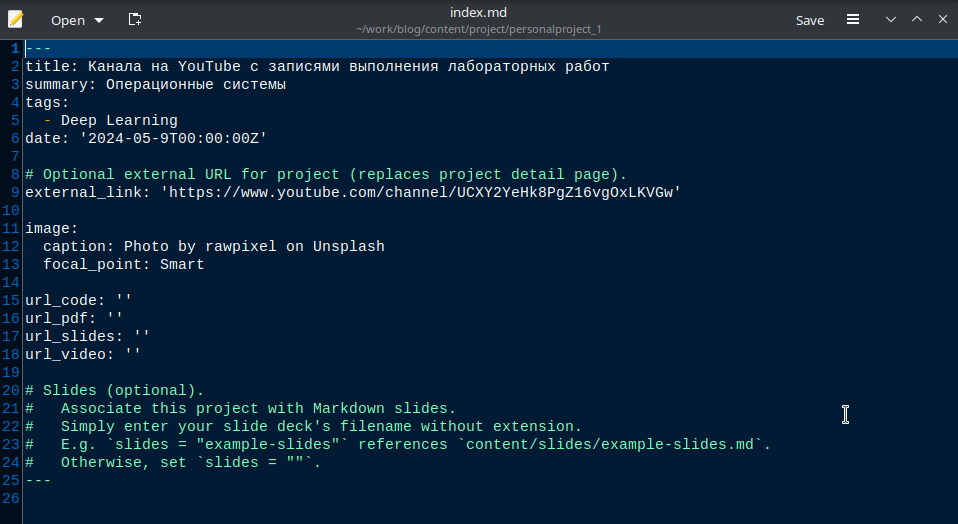 index.md
Open
Save
~/work/blog/content/project/personalproject_1
1 ---
2 title: Канала на YouTube с записями выполнения лабораторных работ
3 summary: Операционные системы
4 tags:
5   - Deep Learning
6 date: '2024-05-9T00:00:00Z'
7
8 # Optional external URL for project (replaces project detail page).
9 external_link: 'https://www.youtube.com/channel/UCXY2YeHk8PgZ16vgOxLKVGw'
10
11 image:
12   caption: Photo by rawpixel on Unsplash
13   focal_point: Smart
14
15 url_code: ''
16 url_pdf: ''
17 url_slides: ''
18 url_video: ''
19
20 # Slides (optional).
21 #   Associate this project with Markdown slides.
22 #   Simply enter your slide deck's filename without extension.
23 #   E.g. `slides = "example-slides"` references `content/slides/example-slides.md`.
24 #   Otherwise, set `slides = ""`.
25 ---
26